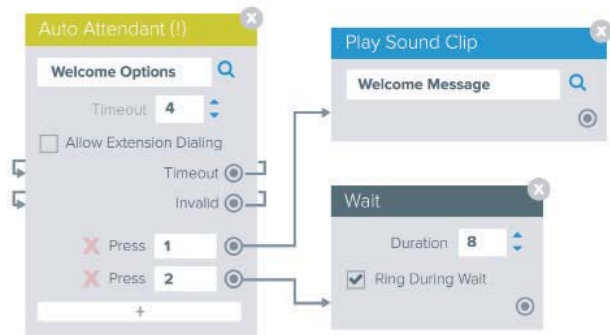 Auto Attendant (!)
Welcome Options
Timeout 4
Allow Extension Dialing
Timeout
Invalid
X Press 1
X Press 2
+
X
Play Sound Clip
Welcome Message
X
Wait
Duration 8
Ring During Wait
X